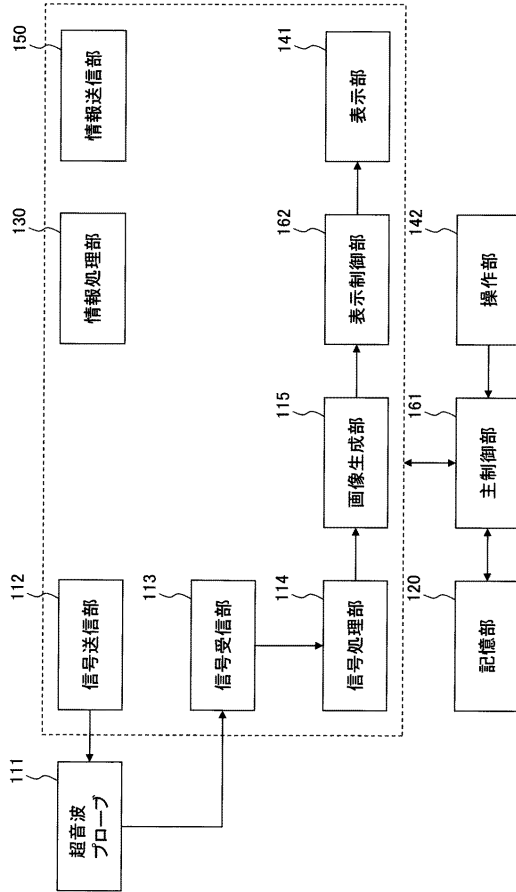 111
超音波
プローブ
112
信号送信部
113
信号受信部
114
信号処理部
115
画像生成部
130
情報処理部
150
情報送信部
162
表示制御部
141
表示部
120
記憶部
161
主制御部
142
操作部